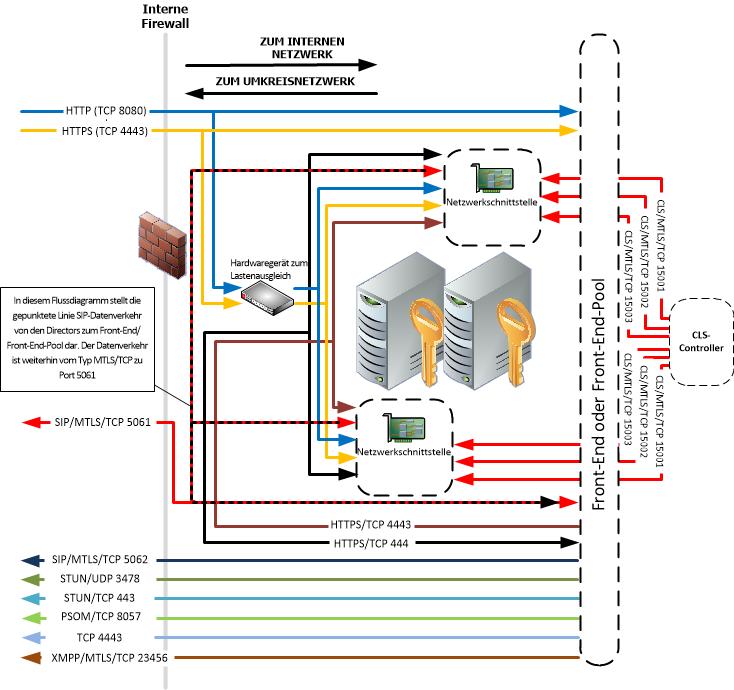 Interne
Firewall
ZUM INTERNEN
NETZWERK
ZUM UMKREISNETZWERK
HTTP (TCP 8080)
HTTPS (TCP 4443)
Netzwerkschnittstelle
Hardwaregerät zum
Lastenausgleich
In diesem Flussdiagramm stellt die
gepunktete Linie SIP-Datenverkehr
von den Directors zum Front-End/
Front-End-Pool dar. Der Datenverkehr
ist weiterhin vom Typ MTLS/TCP zu
Port 5061
CLS/MTLS/TCP 15001
CLS/MTLS/TCP 15002
CLS/MTLS/TCP 15003
Front-End oder Front-End-Pool
CLS-
Controller
CLS/MTLS/TCP 15003
CLS/MTLS/TCP 15002
CLS/MTLS/TCP 15001
SIP/MTLS/TCP 5061
Netzwerkschnittstelle
HTTPS/TCP 4443
HTTPS/TCP 444
SIP/MTLS/TCP 5062
STUN/UDP 3478
STUN/TCP 443
PSOM/TCP 8057
TCP 4443
XMPP/MTLS/TCP 23456